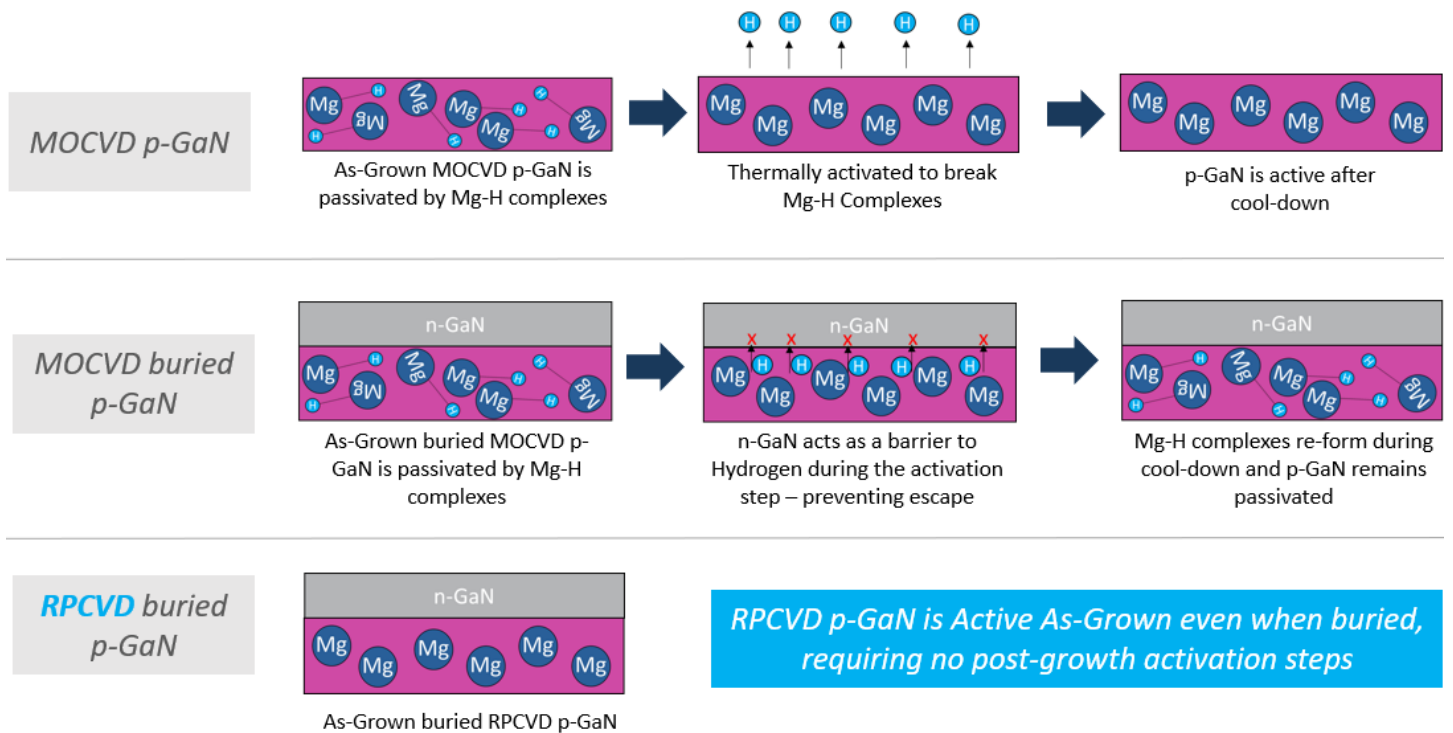 MOCVD p-GaN
Mg H Mg H Mg H Mg H Mg H H Mg
As-Grown MOCVD p-GaN is
passivated by Mg-H complexes
H H H H H
Mg Mg Mg Mg Mg Mg
Thermally activated to break
Mg-H Complexes
Mg Mg Mg Mg Mg Mg
p-GaN is active after
cool-down
MOCVD buried
p-GaN
n-GaN
Mg H Mg H Mg H Mg H Mg H H Mg
As-Grown buried MOCVD p-
GaN is passivated by Mg-H
complexes
n-GaN
X X X X X
H H H H H
Mg Mg Mg Mg Mg Mg
n-GaN acts as a barrier to
Hydrogen during the activation
step – preventing escape
n-GaN
Mg H Mg H Mg H Mg H Mg H H Mg
Mg-H complexes re-form during
cool-down and p-GaN remains
passivated
RPCVD buried
p-GaN
n-GaN
Mg Mg Mg Mg Mg Mg
As-Grown buried RPCVD p-GaN
RPCVD p-GaN is Active As-Grown even when buried,
requiring no post-growth activation steps